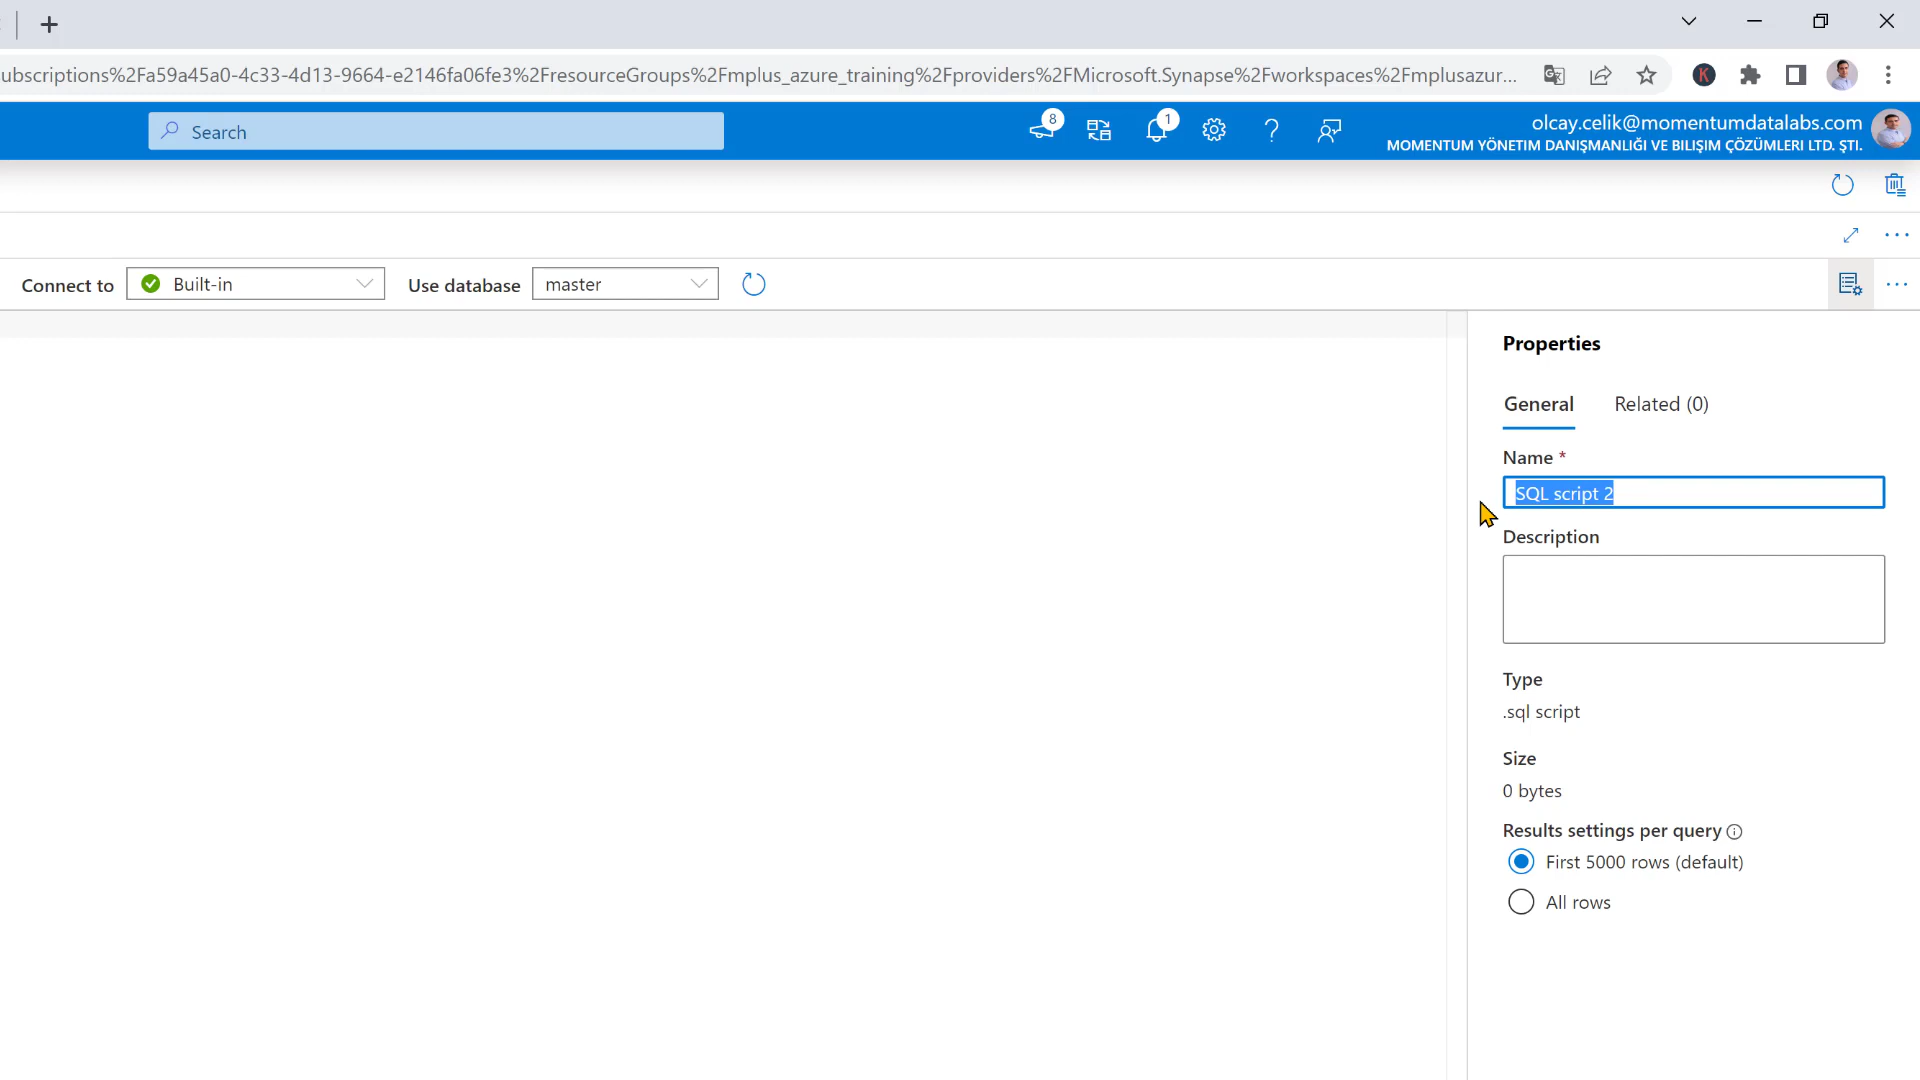 ubscriptions%2Fa59a45a0-4c33-4d13-9664-e2146fa06fe3%2FresourceGroups%2Fmplus_azure_training%2Fproviders%2FMicrosoft.Synapse%2Fworkspaces%2Fmplusazur...
K
Search
8
1
olcay.celik@momentumdatalabs.com
MOMENTUM YÖNETIM DANIŞMANLIĞI VE BILIŞIM ÇÖZÜMLERI LTD. ŞTI.
Connect to
Built-in
Use database
master
Properties
General
Related (0)
Name *
SQL script 2
Description
Type
.sql script
Size
0 bytes
Results settings per query
First 5000 rows (default)
All rows